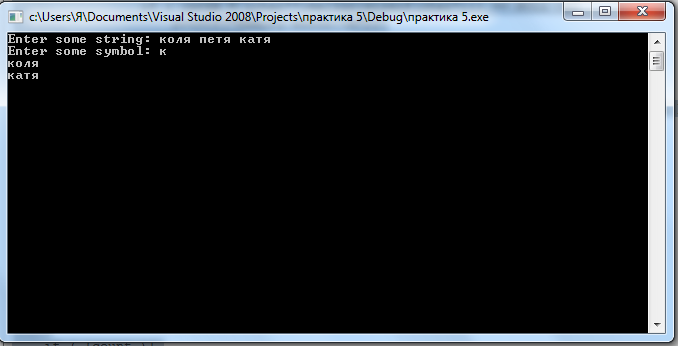 c:\Users\Я\Documents\Visual Studio 2008\Projects\практика 5\Debug\практика 5.exe
Enter some string: коля петя катя
Enter some symbol: к
коля
катя